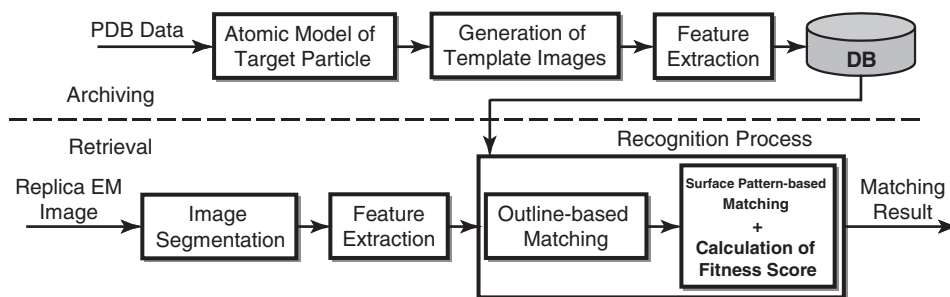 PDB Data
Atomic Model of
Target Particle
Generation of
Template Images
Feature
Extraction
DB
Archiving
Retrieval
Recognition Process
Replica EM
Image
Image
Segmentation
Feature
Extraction
Outline-based
Matching
Surface Pattern-based
Matching
+
Calculation of
Fitness Score
Matching
Result